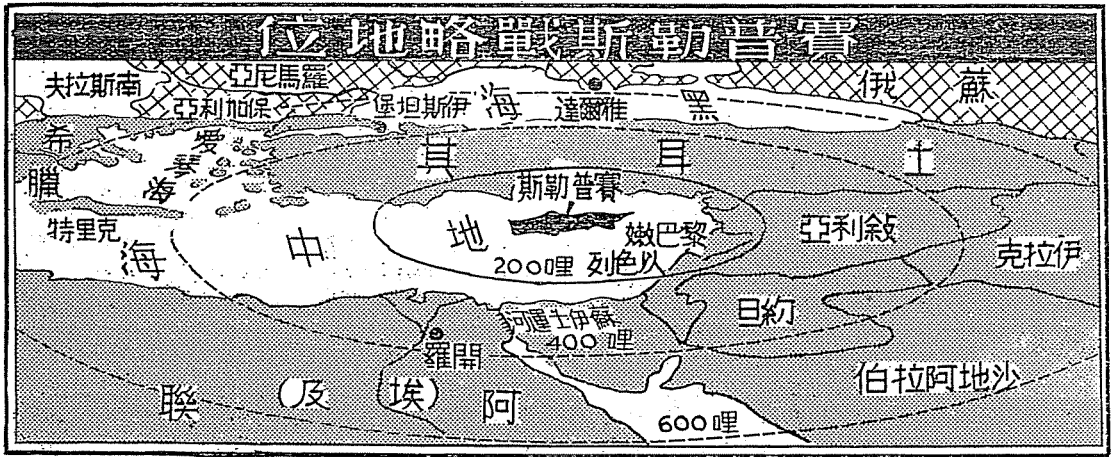 賽普勒斯戰略地位
蘇俄
羅馬尼亞
南斯拉夫
保加利亞
黑海
雅爾達
伊斯坦堡
希臘
愛琴海
土耳其
賽普勒斯
克里特
地中海
黎巴嫩
敍利亞
伊拉克
以色列
200哩
約旦
蘇伊士運河
400哩
開羅
沙地阿拉伯
阿(埃及)聯
600哩